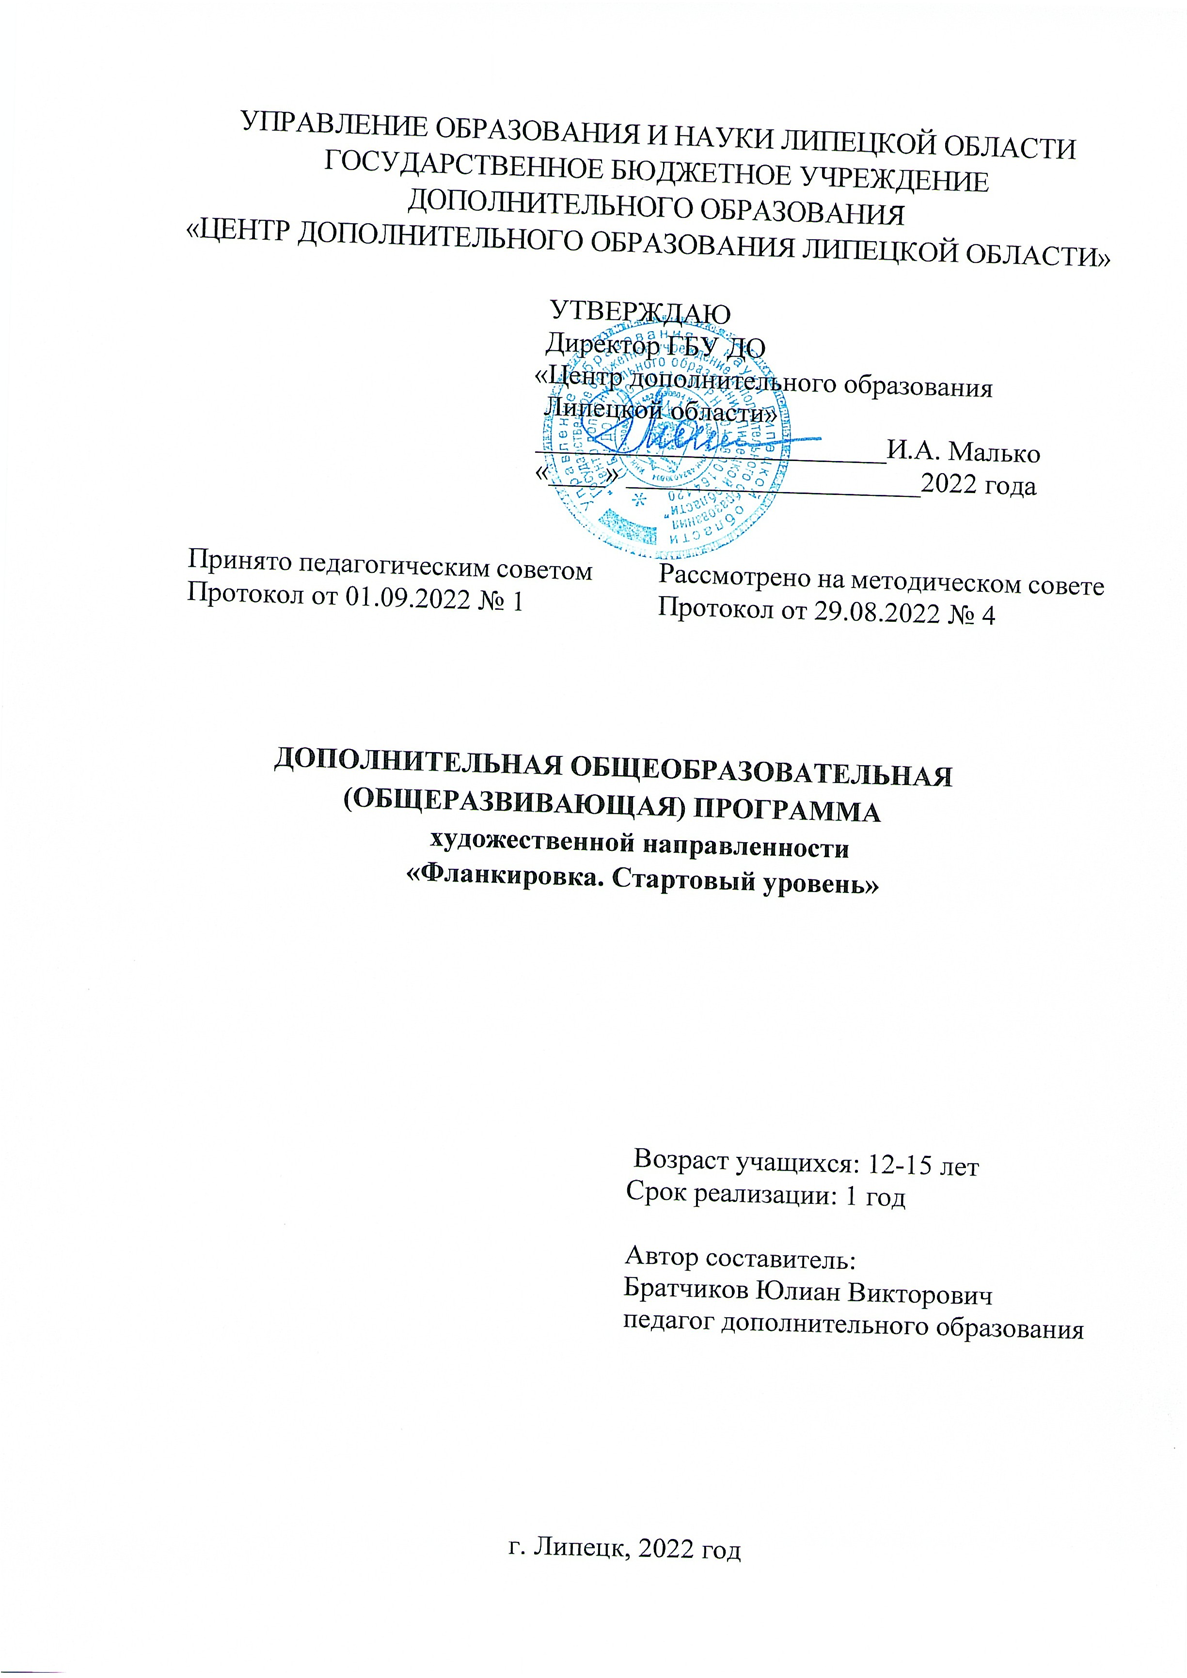 УПРАВЛЕНИЕ ОБРАЗОВАНИЯ И НАУКИ ЛИПЕЦКОЙ ОБЛАСТИ
ГОСУДАРСТВЕННОЕ БЮДЖЕТНОЕ УЧРЕЖДЕНИЕ
ДОПОЛНИТЕЛЬНОГО ОБРАЗОВАНИЯ
«ЦЕНТР ДОПОЛНИТЕЛЬНОГО ОБРАЗОВАНИЯ ЛИПЕЦКОЙ ОБЛАСТИ»
УТВЕРЖДАЮ
Директор ГБУ ДО
«Центр дополнительного образования
Липецкой области»
_________________________И.А. Малько
«____» _____________________2022 года
Принято педагогическим советом
Протокол от 01.09.2022 № 1
Рассмотрено на методическом совете
Протокол от 29.08.2022 № 4
ДОПОЛНИТЕЛЬНАЯ ОБЩЕОБРАЗОВАТЕЛЬНАЯ
(ОБЩЕРАЗВИВАЮЩАЯ) ПРОГРАММА
художественной направленности
«Фланкировка. Стартовый уровень»
Возраст учащихся: 12-15 лет
Срок реализации: 1 год
Автор составитель:
Братчиков Юлиан Викторович
педагог дополнительного образования
г. Липецк, 2022 год